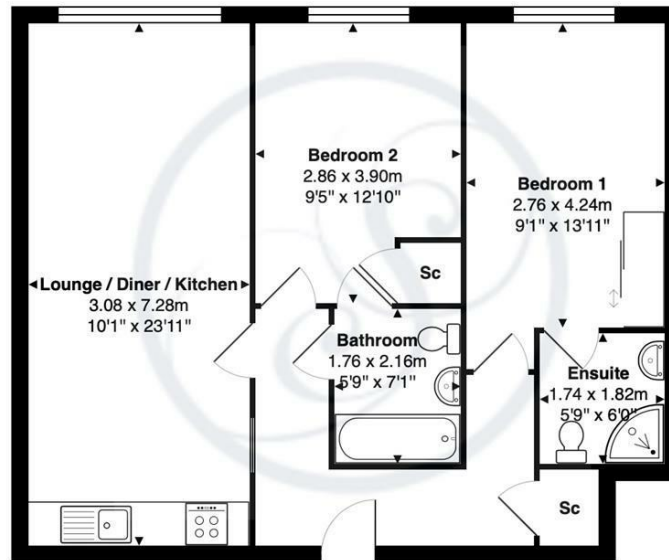 Bedroom 2
2.86 x 3.90m
9'5" x 12'10"
Bedroom 1
2.76 x 4.24m
9'1" x 13'11"
Sc
Lounge / Diner / Kitchen
3.08 x 7.28m
10'1" x 23'11"
Bathroom
1.76 x 2.16m
5'9" x 7'1"
Ensuite
1.74 x 1.82m
5'9" x 6'0"
Sc